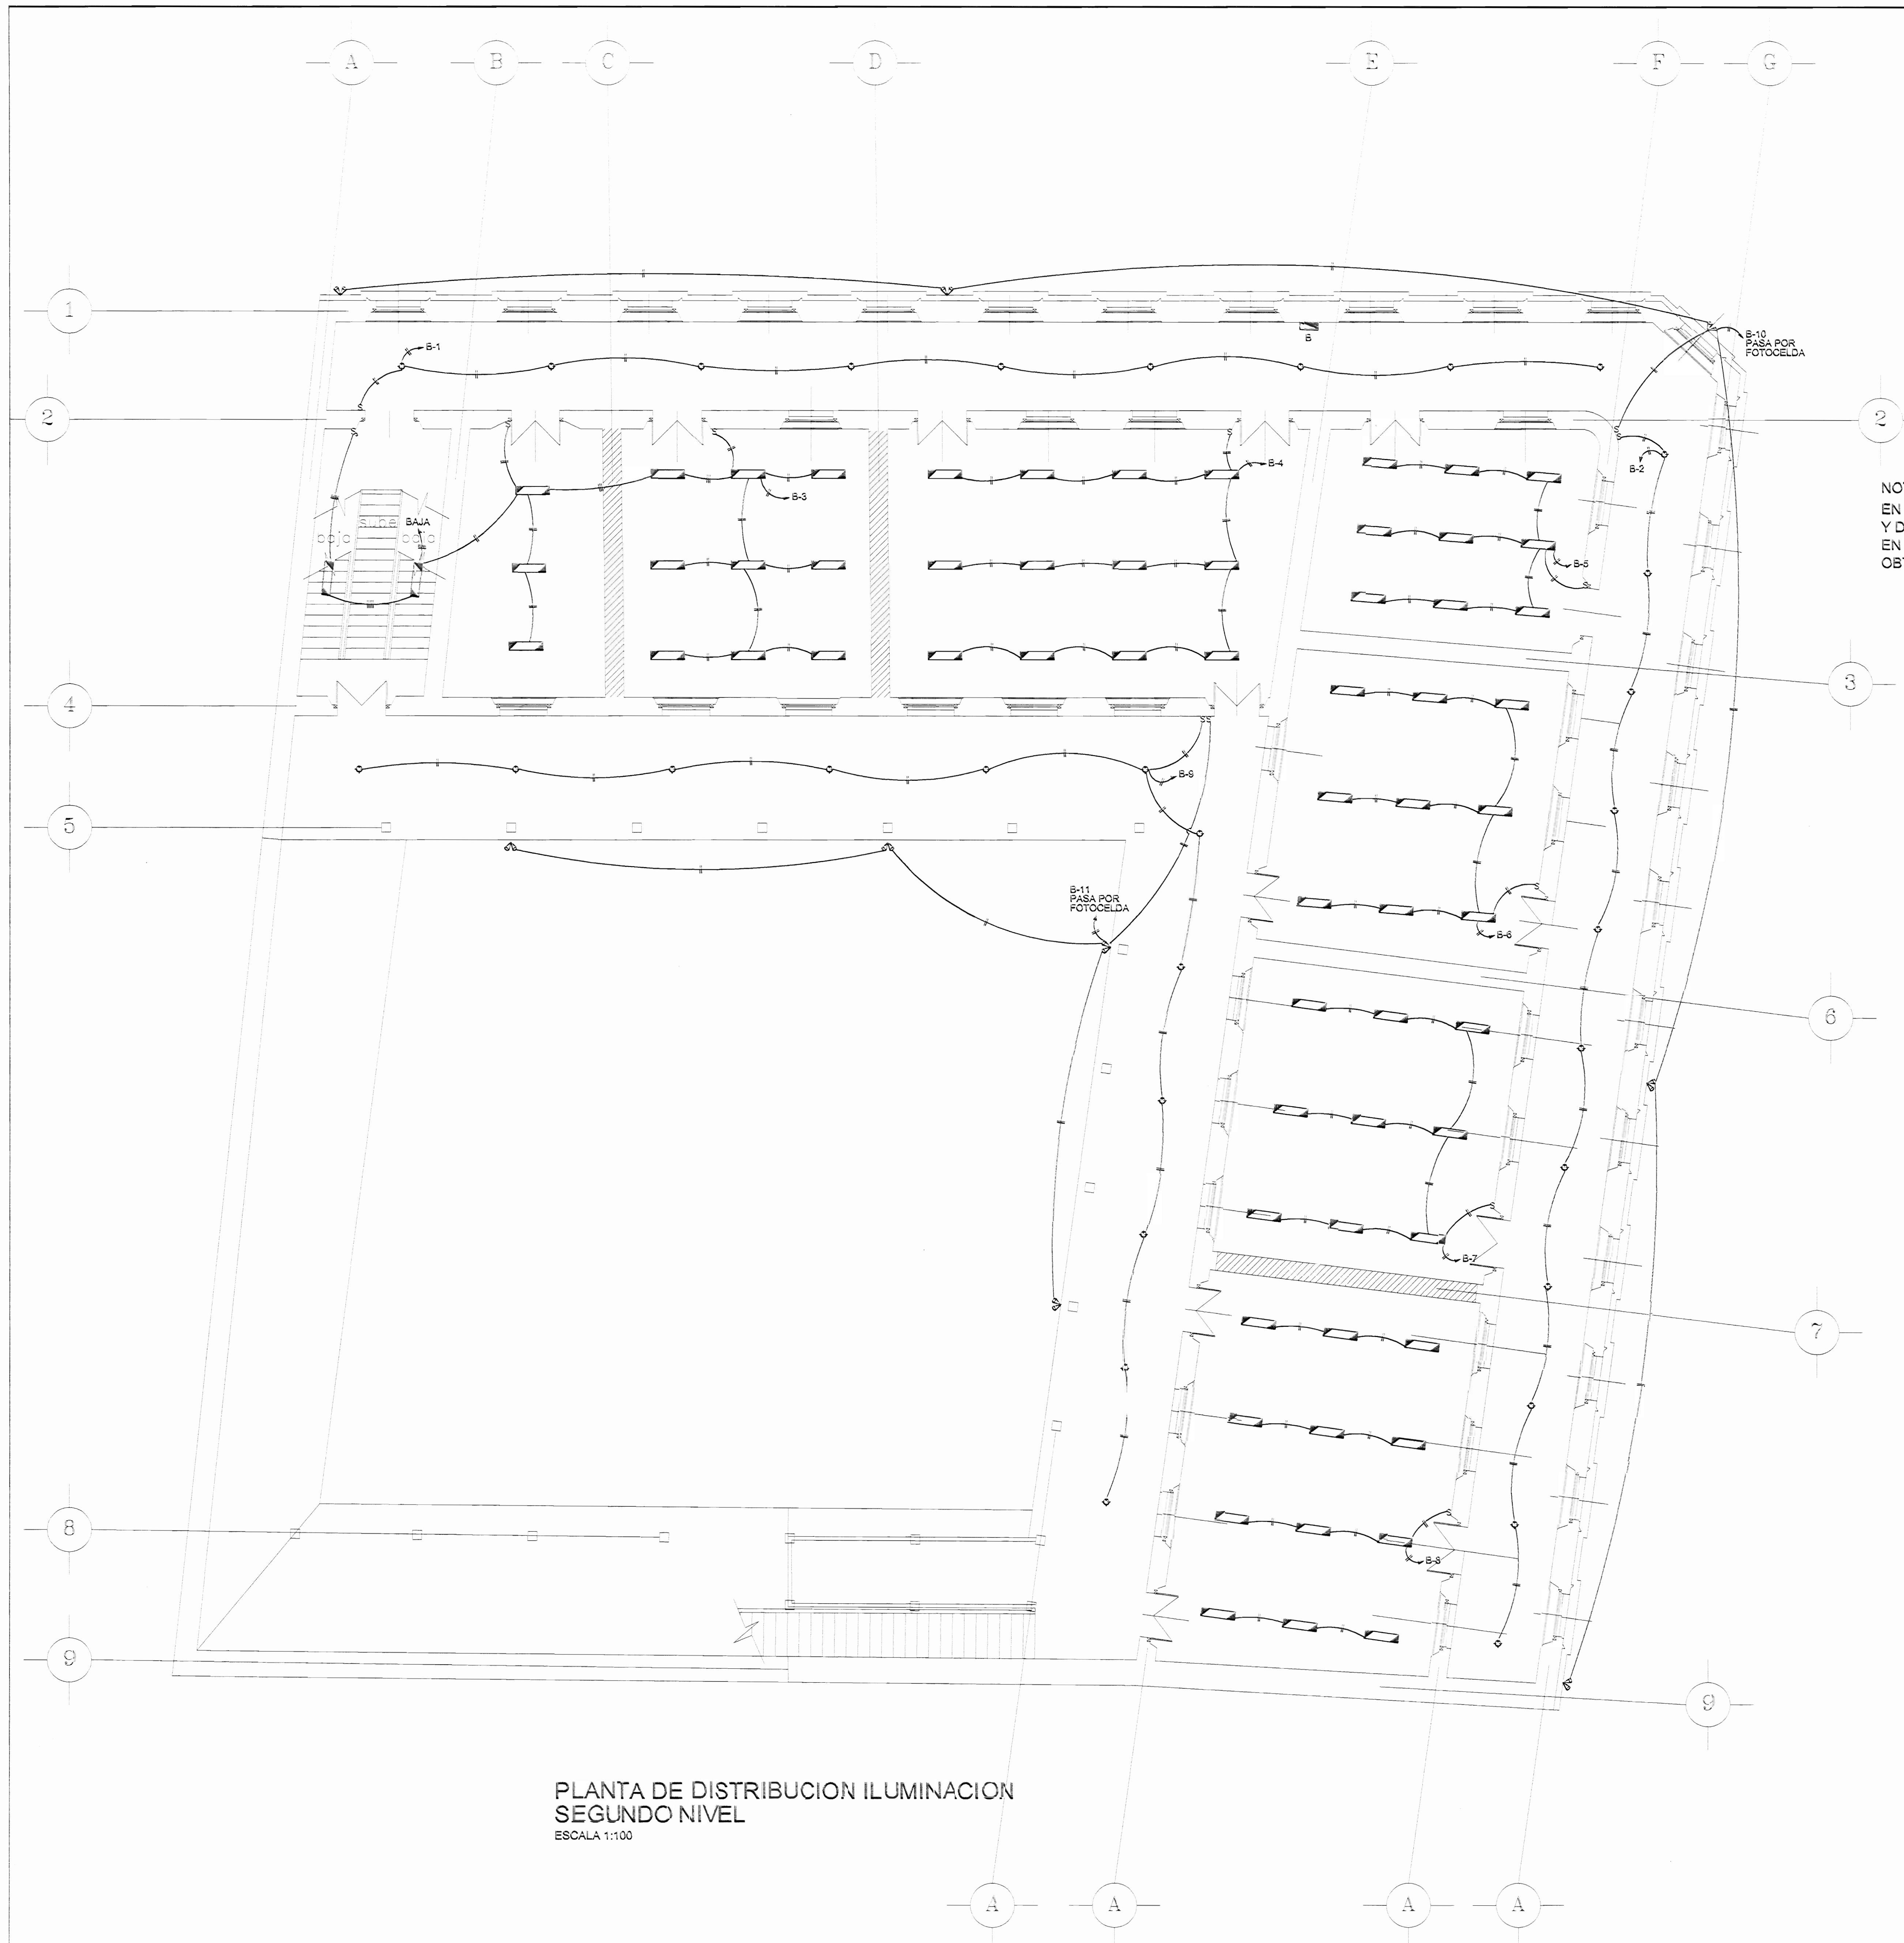 A B C D E F G
1
B-10
PASA POR
FOTOCELDA
B
B-1
2
2
S
S
S
S
S
S
S
B-2
B-4
B-3
NO
EN
Y D
EN
OB
sube
BAJA
baja
baja
B-5
S
3
4
SS
B-9
5
S
B-11
PASA POR
FOTOCELDA
B-6
6
S
B-7
7
S
B-8
8
9
9
PLANTA DE DISTRIBUCION ILUMINACION
SEGUNDO NIVEL
ESCALA 1:100
A A A A